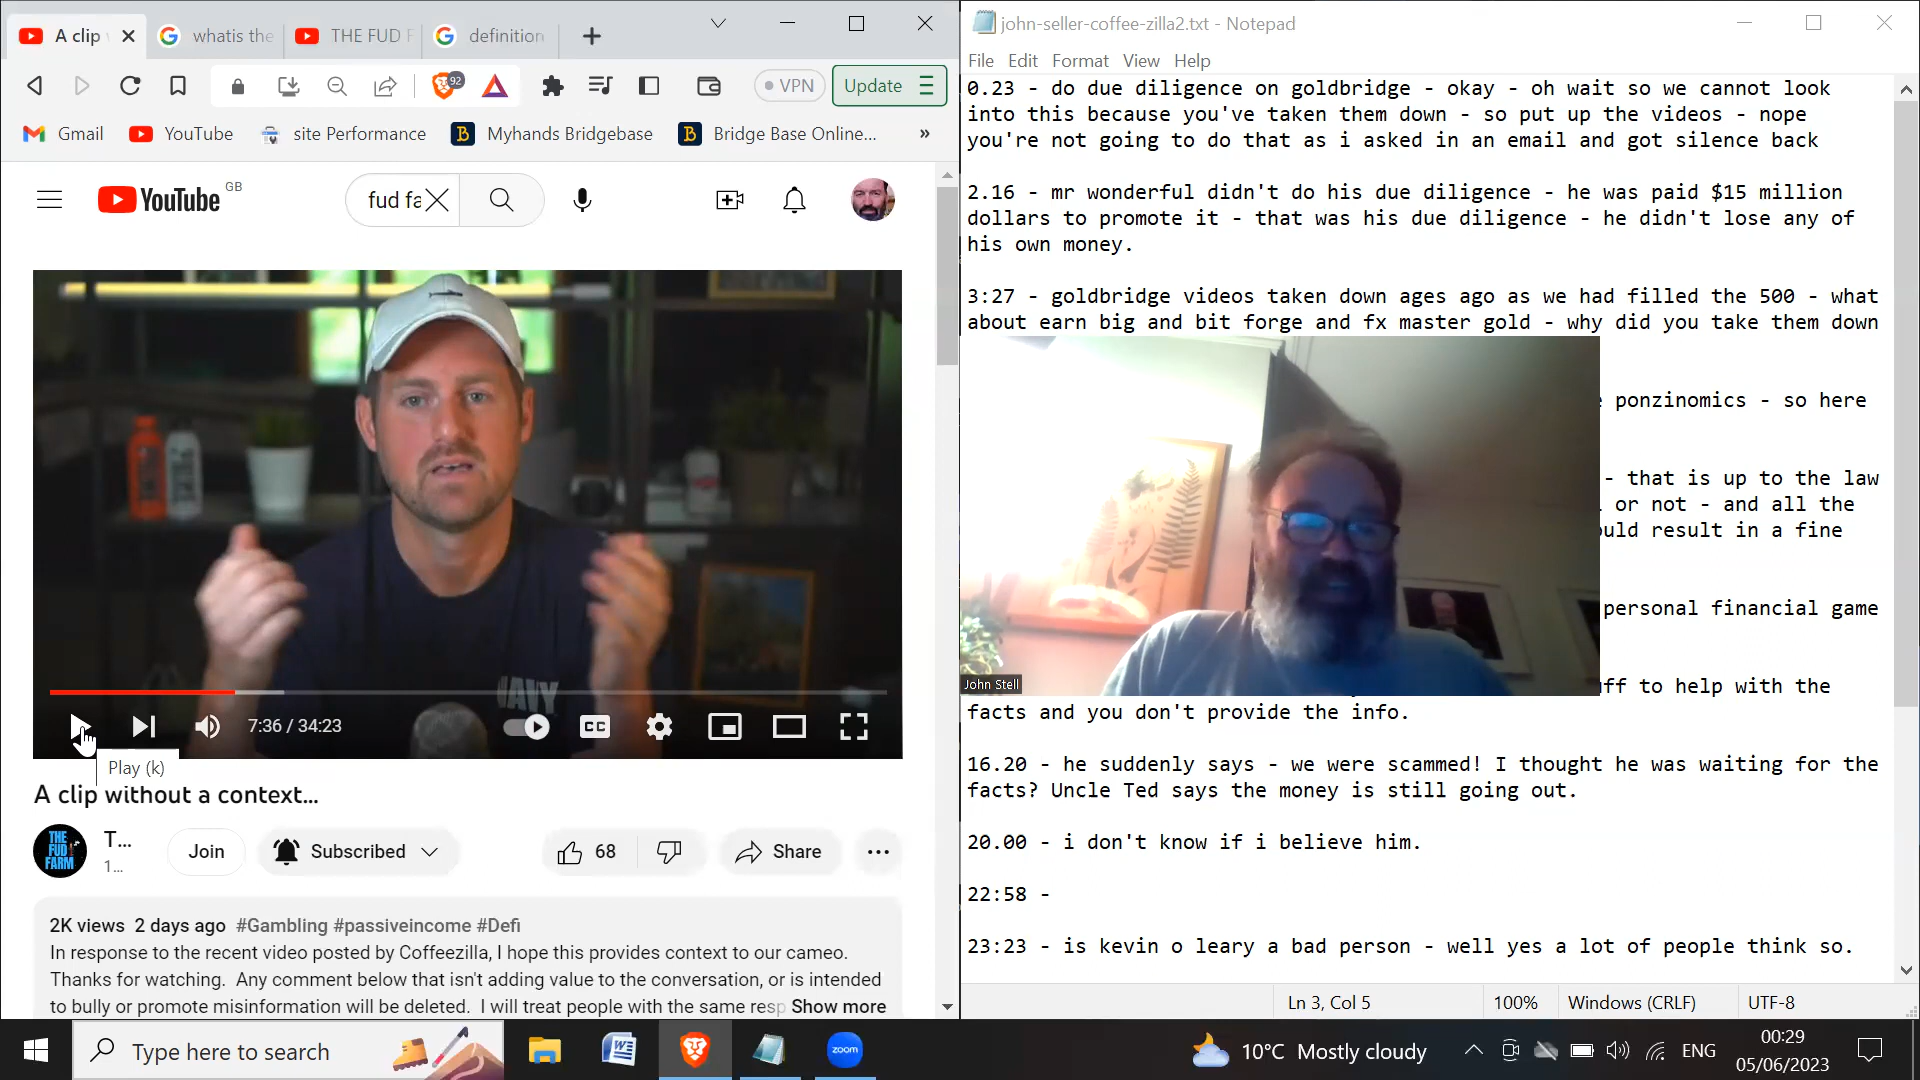 A clip
whatis the
THE FUD F
definition
92
VPN
Update
Gmail
YouTube
site Performance
Myhands Bridgebase
Bridge Base Online...
»
YouTube GB
fud fa
7:36 / 34:23
CC
Play (k)
A clip without a context...
THE FUD FARM
T...
1...
Join
Subscribed
68
Share
2K views 2 days ago #Gambling #passiveincome #Defi
In response to the recent video posted by Coffeezilla, I hope this provides context to our cameo.
Thanks for watching. Any comment below that isn't adding value to the conversation, or is intended
to bully or promote misinformation will be deleted. I will treat people with the same resp Show more
john-seller-coffee-zilla2.txt - Notepad
File Edit Format View Help
0.23 - do due diligence on goldbridge - okay - oh wait so we cannot look
into this because you've taken them down - so put up the videos - nope
you're not going to do that as i asked in an email and got silence back
2.16 - mr wonderful didn't do his due diligence - he was paid $15 million
dollars to promote it - that was his due diligence - he didn't lose any of
his own money.
3:27 - goldbridge videos taken down ages ago as we had filled the 500 - what
about earn big and bit forge and fx master gold - why did you take them down
ponzinomics - so here
- that is up to the law
or not - and all the
ould result in a fine
personal financial game
uff to help with the
facts and you don't provide the info.
16.20 - he suddenly says - we were scammed! I thought he was waiting for the
facts? Uncle Ted says the money is still going out.
20.00 - i don't know if i believe him.
22:58 -
23:23 - is kevin o leary a bad person - well yes a lot of people think so.
John Stell
Ln 3, Col 5
100%
Windows (CRLF)
UTF-8
Type here to search
zoom
10°C Mostly cloudy
ENG
00:29
05/06/2023